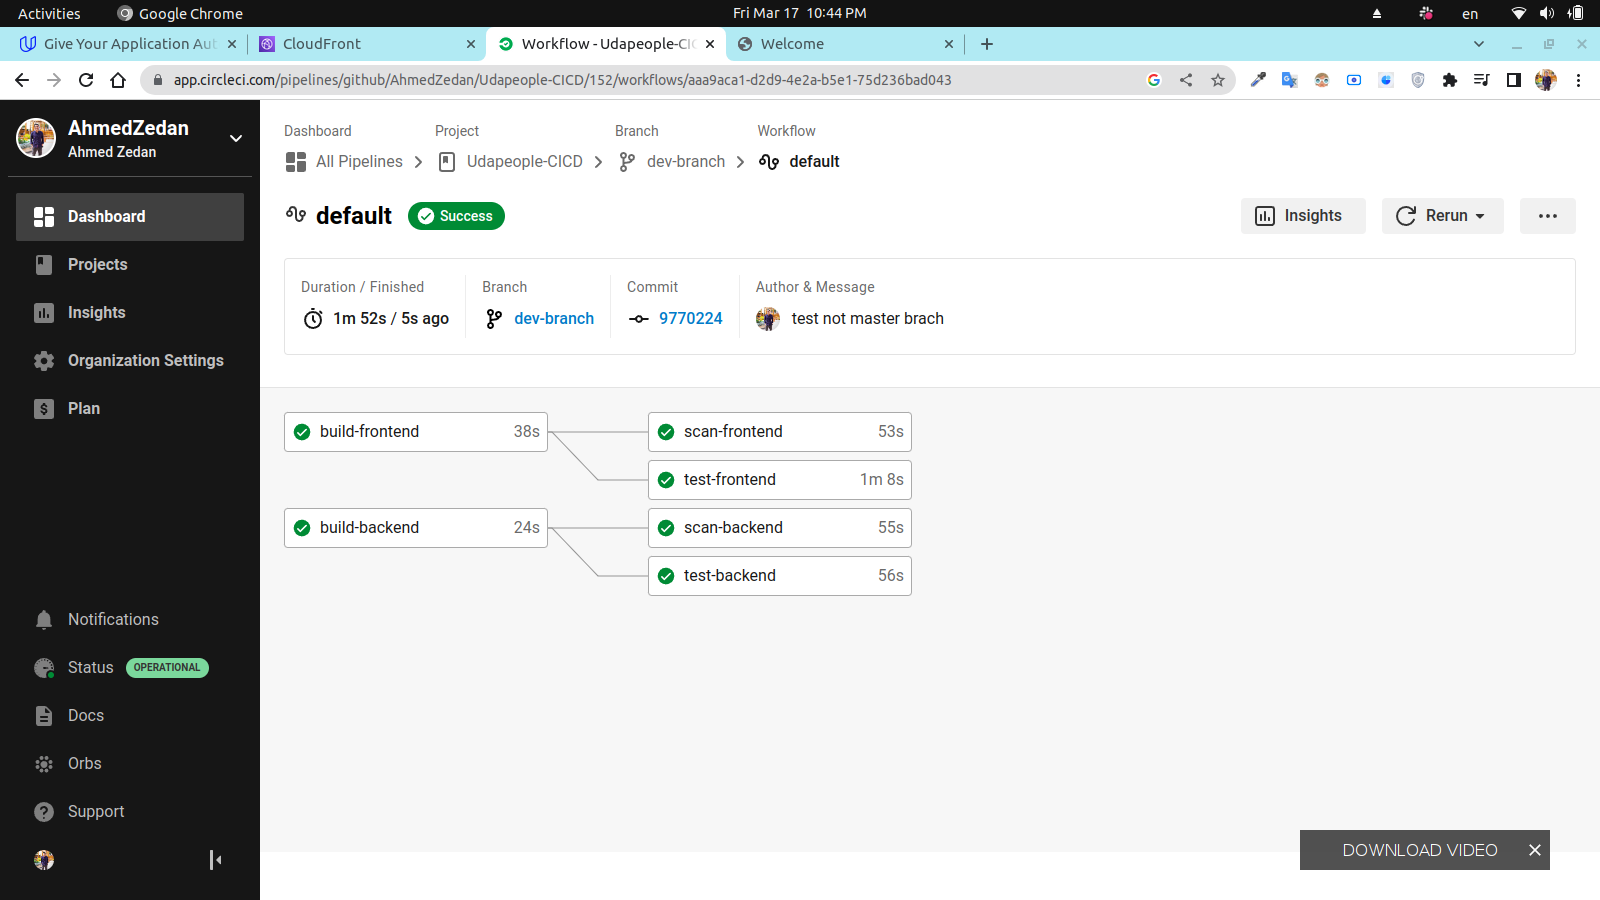 Activities
Google Chrome
Fri Mar 17 10:44 PM
en
Give Your Application Aut
CloudFront
Workflow - Udapeople-CIC
Welcome
app.circleci.com/pipelines/github/AhmedZedan/Udapeople-CICD/152/workflows/aaa9aca1-d2d9-4e2a-b5e1-75d236bad043
AhmedZedan
Ahmed Zedan
Dashboard
Projects
Insights
Organization Settings
Plan
Notifications
Status OPERATIONAL
Docs
Orbs
Support
Dashboard Project Branch Workflow
All Pipelines Udapeople-CICD dev-branch default
default Success
Insights Rerun
Duration / Finished Branch Commit Author & Message
1m 52s / 5s ago dev-branch 9770224 test not master brach
build-frontend 38s
scan-frontend 53s
test-frontend 1m 8s
build-backend 24s
scan-backend 55s
test-backend 56s
DOWNLOAD VIDEO